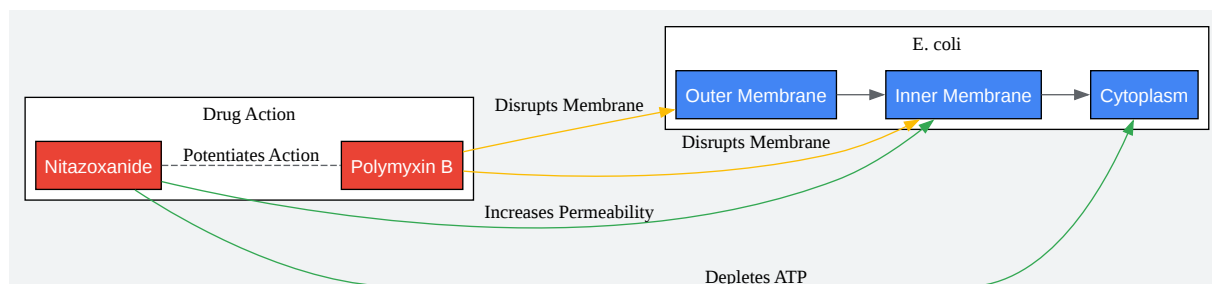 E. coli
Outer Membrane
Inner Membrane
Cytoplasm
Disrupts Membrane
Drug Action
Disrupts Membrane
Nitazoxanide
Potentiates Action
Polymyxin B
Increases Permeability
Depletes ATP